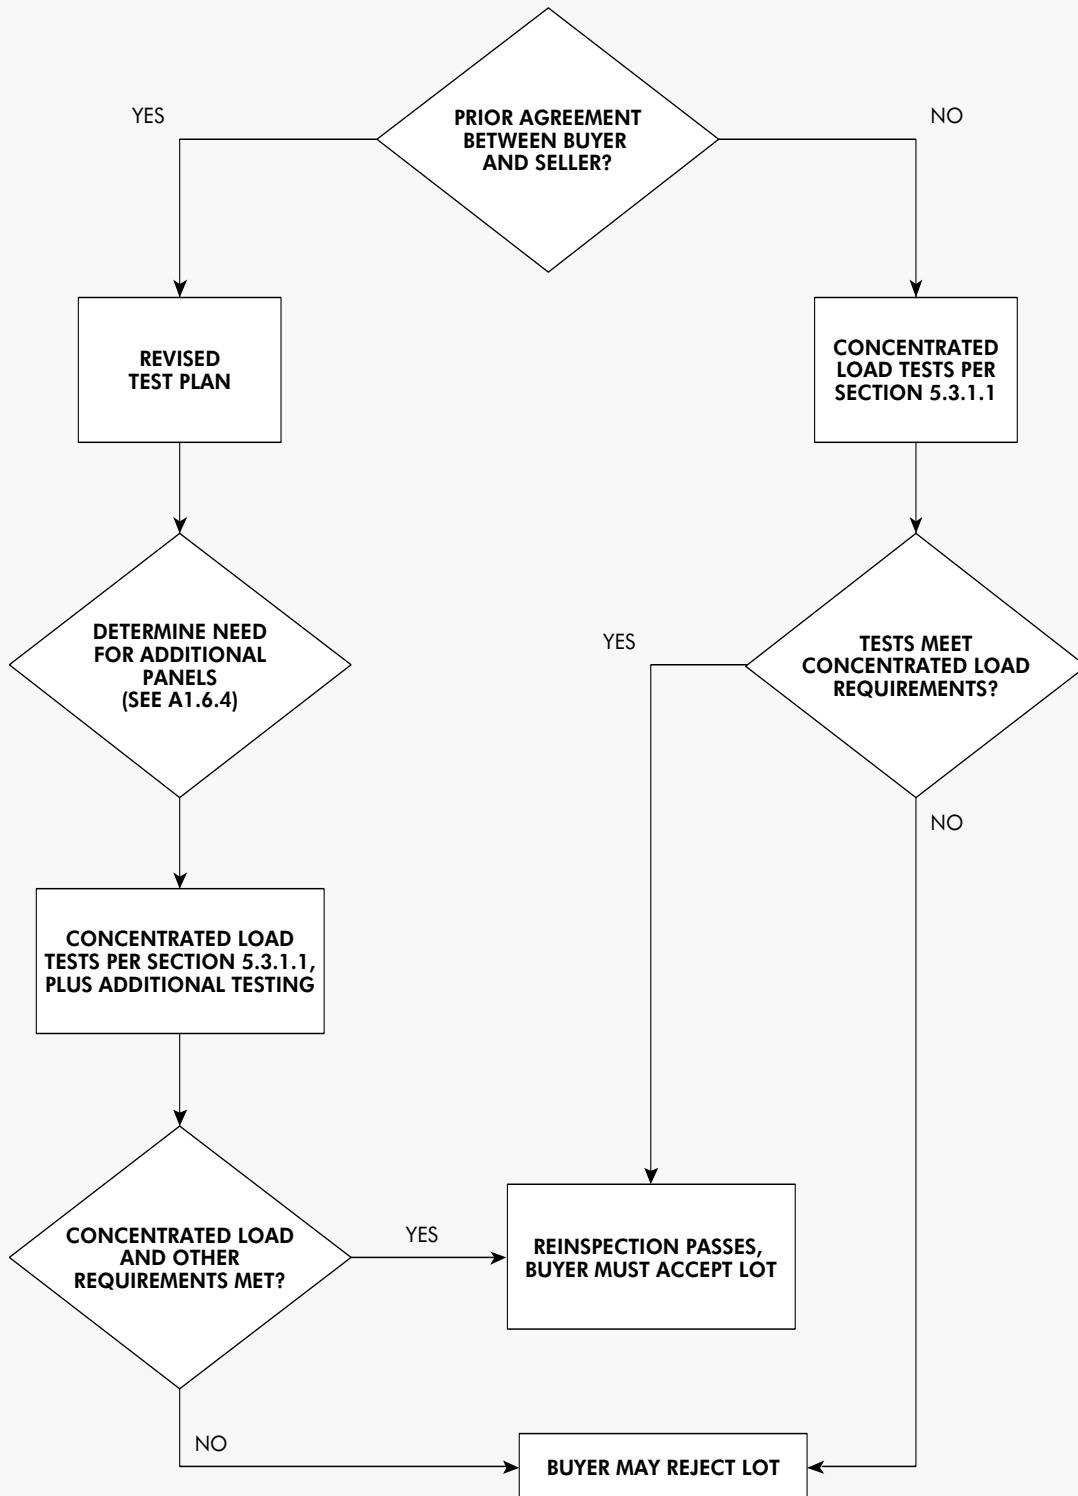 PRIOR AGREEMENT
BETWEEN BUYER
AND SELLER?
YES
NO
REVISED
TEST PLAN
CONCENTRATED
LOAD TESTS PER
SECTION 5.3.1.1
DETERMINE NEED
FOR ADDITIONAL
PANELS
(SEE A1.6.4)
YES
TESTS MEET
CONCENTRATED LOAD
REQUIREMENTS?
NO
CONCENTRATED LOAD
TESTS PER SECTION 5.3.1.1,
PLUS ADDITIONAL TESTING
CONCENTRATED LOAD
AND OTHER
REQUIREMENTS MET?
YES
REINSPECTION PASSES,
BUYER MUST ACCEPT LOT
NO
BUYER MAY REJECT LOT